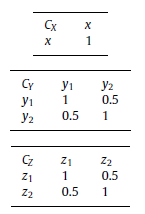 C_X x
x 1
C_Y y_1 y_2
y_1 1 0.5
y_2 0.5 1
C_Z z_1 z_2
z_1 1 0.5
z_2 0.5 1